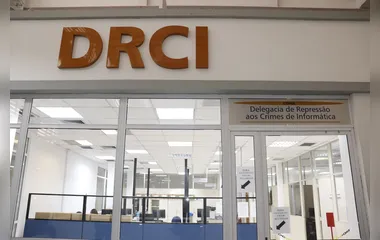 DRCI
Delegacia de Repressão
aos Crimes de Informática